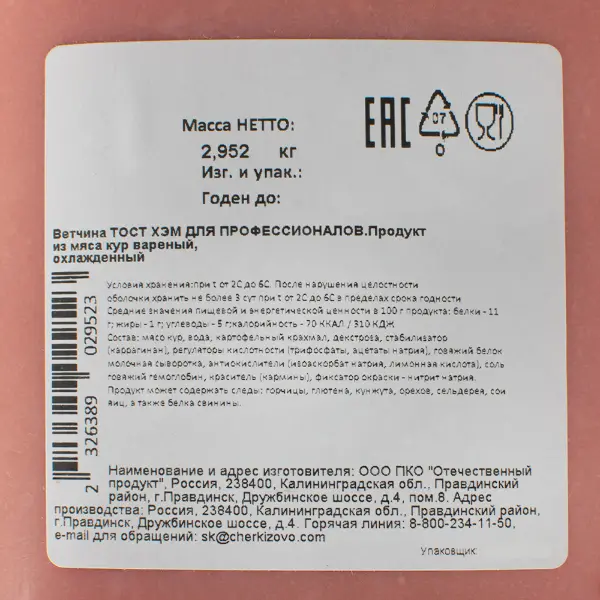 EAC
07
O
Масса НЕТТО:
2,952 кг
Изг. и упак.:
Годен до:
Ветчина ТОСТ ХЭМ ДЛЯ ПРОФЕССИОНАЛОВ.Продукт
из мяса кур вареный,
охлажденный
Условия хранения:при t от 2С до 6С. После нарушения целостности
оболочки хранить не более 3 сут при t от 2С до 6С в пределах срока годности
Средние значения пищевой и энергетической ценности в 100 г продукта: белки - 11
г; жиры - 1 г; углеводы - 5 г;калорийность - 70 ККАЛ / 310 КДЖ
Состав: мясо кур, вода, картофельный крахмал, декстроза, стабилизатор
(каррагинан), регуляторы кислотности (трифосфаты, ацетаты натрия), говяжий белок
молочная сыворотка, антиокислители (изоаскорбат натрия, лимонная кислота), соль
говяжий гемоглобин, краситель (кармины), фиксатор окраски - нитрит натрия.
Продукт может содержать следы: горчицы, глютена, кунжута, орехов, сельдерея, сои
яиц, а также белка свинины.
2 326389 029523
Наименование и адрес изготовителя: ООО ПКО "Отечественный
продукт", Россия, 238400, Калининградская обл., Правдинский
район, г.Правдинск, Дружбинское шоссе, д.4, пом.8. Адрес
производства: Россия, 238400, Калининградская обл., Правдинский район,
г.Правдинск, Дружбинское шоссе, д.4. Горячая линия: 8-800-234-11-50,
e-mail для обращений: sk@cherkizovo.com
Упаковщик: